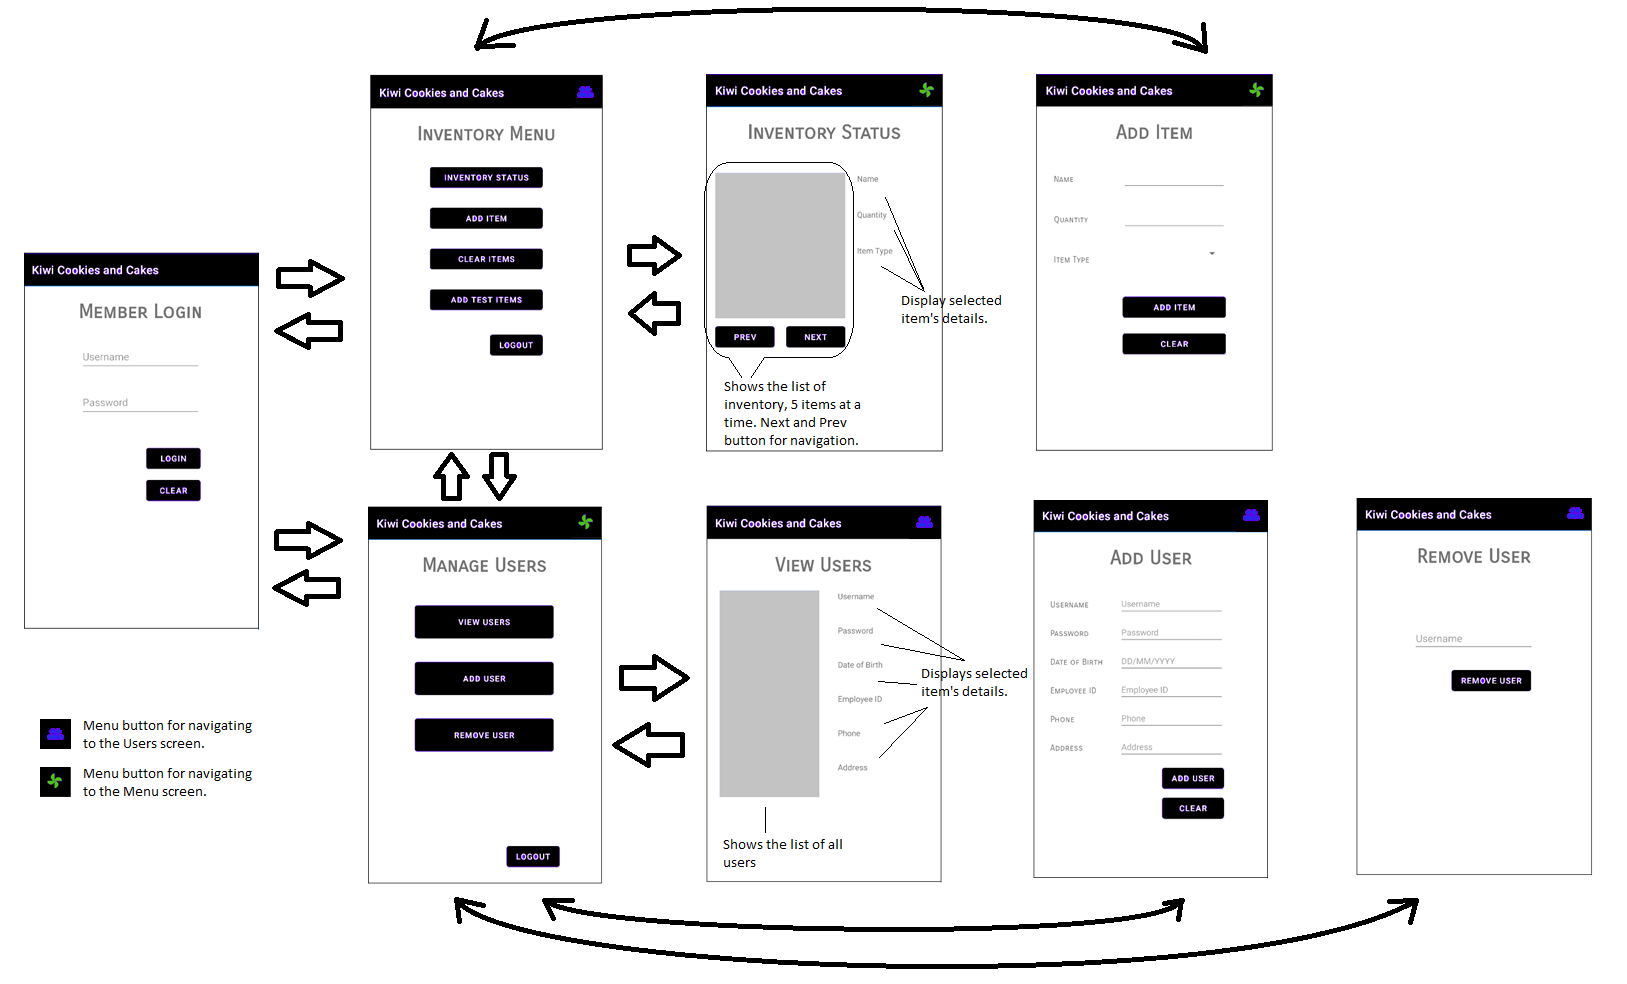 Kiwi Cookies and Cakes
MEMBER LOGIN
Username
Password
LOGIN
CLEAR
Menu button for navigating
to the Users screen.
Menu button for navigating
to the Menu screen.
Kiwi Cookies and Cakes
INVENTORY MENU
INVENTORY STATUS
ADD ITEM
CLEAR ITEMS
ADD TEST ITEMS
LOGOUT
Kiwi Cookies and Cakes
INVENTORY STATUS
Name
Quantity
Item Type
Display selected
item's details.
PREV
NEXT
Shows the list of
inventory, 5 items at a
time. Next and Prev
button for navigation.
Kiwi Cookies and Cakes
ADD ITEM
NAME
QUANTITY
ITEM TYPE
ADD ITEM
CLEAR
Kiwi Cookies and Cakes
MANAGE USERS
VIEW USERS
ADD USER
REMOVE USER
LOGOUT
Kiwi Cookies and Cakes
VIEW USERS
Username
Password
Date of Birth
Employee ID
Phone
Address
Displays selected
item's details.
Shows the list of all
users
Kiwi Cookies and Cakes
ADD USER
USERNAME Username
PASSWORD Password
DATE OF BIRTH DD/MM/YYYY
EMPLOYEE ID Employee ID
PHONE Phone
ADDRESS Address
ADD USER
CLEAR
Kiwi Cookies and Cakes
REMOVE USER
Username
REMOVE USER